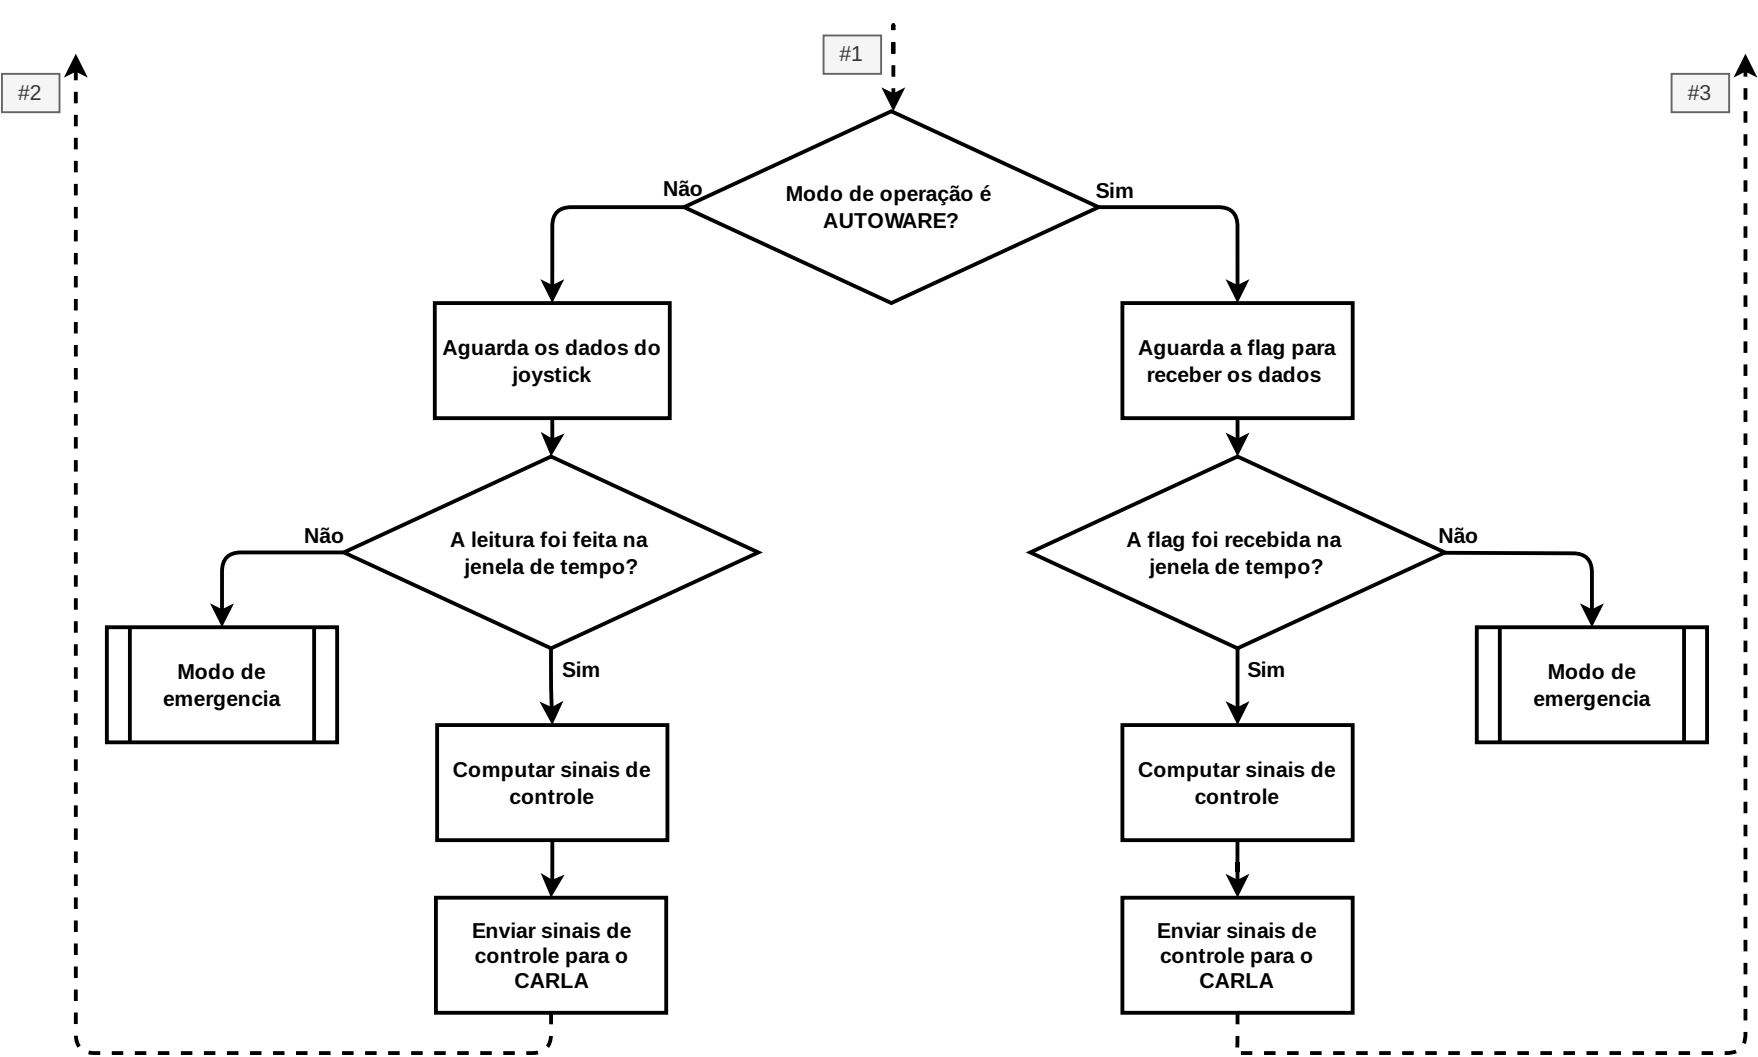 #1
#2
#3
Não
Modo de operação é
AUTOWARE?
Sim
Aguarda os dados do
joystick
Aguarda a flag para
receber os dados
Não
A leitura foi feita na
jenela de tempo?
A flag foi recebida na
jenela de tempo?
Não
Modo de
emergencia
Sim
Sim
Modo de
emergencia
Computar sinais de
controle
Computar sinais de
controle
Enviar sinais de
controle para o
CARLA
Enviar sinais de
controle para o
CARLA